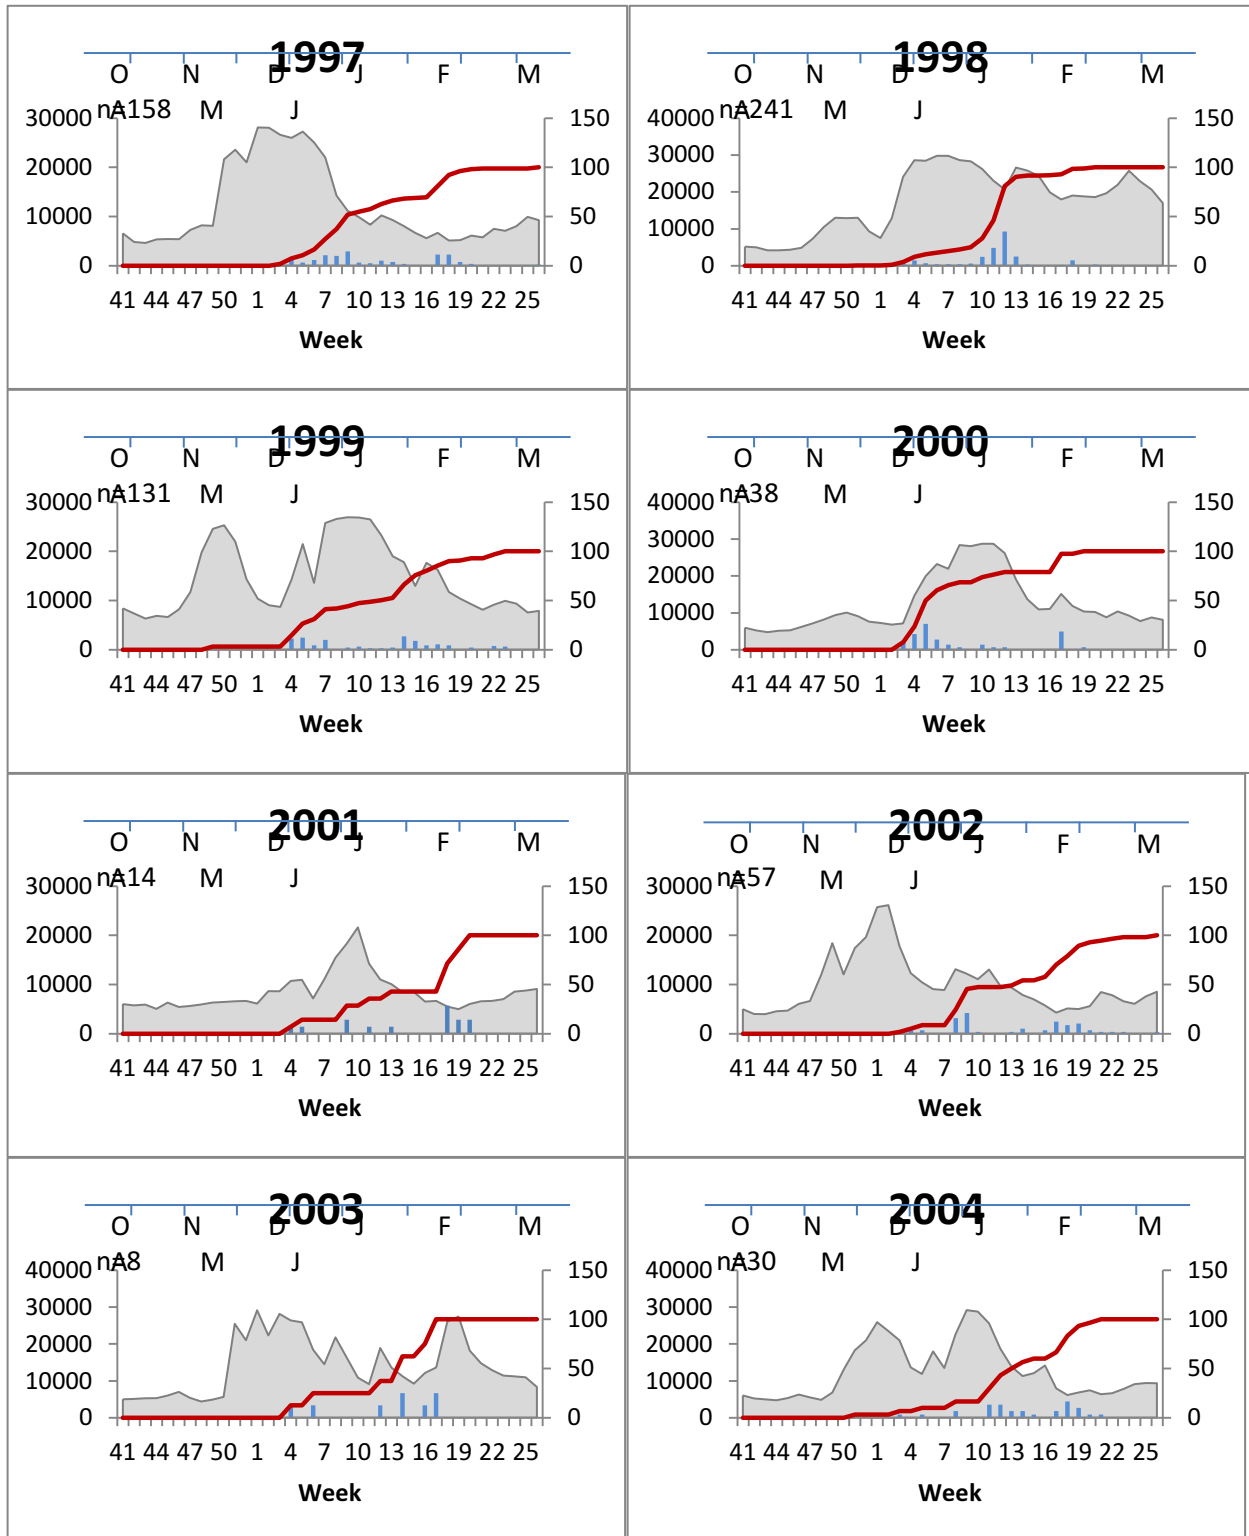 1997
O N D J F M
n=158 A M J
30000 150
20000 100
10000 50
0 0
41 44 47 50 1 4 7 10 13 16 19 22 25
Week
1998
O N D J F M
n=241 A M J
40000 150
30000
20000 100
10000 50
0 0
41 44 47 50 1 4 7 10 13 16 19 22 25
Week
1999
O N D J F M
n=131 A M J
30000 150
20000 100
10000 50
0 0
41 44 47 50 1 4 7 10 13 16 19 22 25
Week
2000
O N D J F M
n=38 A M J
40000 150
30000
20000 100
10000 50
0 0
41 44 47 50 1 4 7 10 13 16 19 22 25
Week
2001
O N D J F M
n=14 A M J
30000 150
20000 100
10000 50
0 0
41 44 47 50 1 4 7 10 13 16 19 22 25
Week
2002
O N D J F M
n=57 A M J
30000 150
20000 100
10000 50
0 0
41 44 47 50 1 4 7 10 13 16 19 22 25
Week
2003
O N D J F M
n=8 A M J
40000 150
30000
20000 100
10000 50
0 0
41 44 47 50 1 4 7 10 13 16 19 22 25
Week
2004
O N D J F M
n=30 A M J
40000 150
30000
20000 100
10000 50
0 0
41 44 47 50 1 4 7 10 13 16 19 22 25
Week